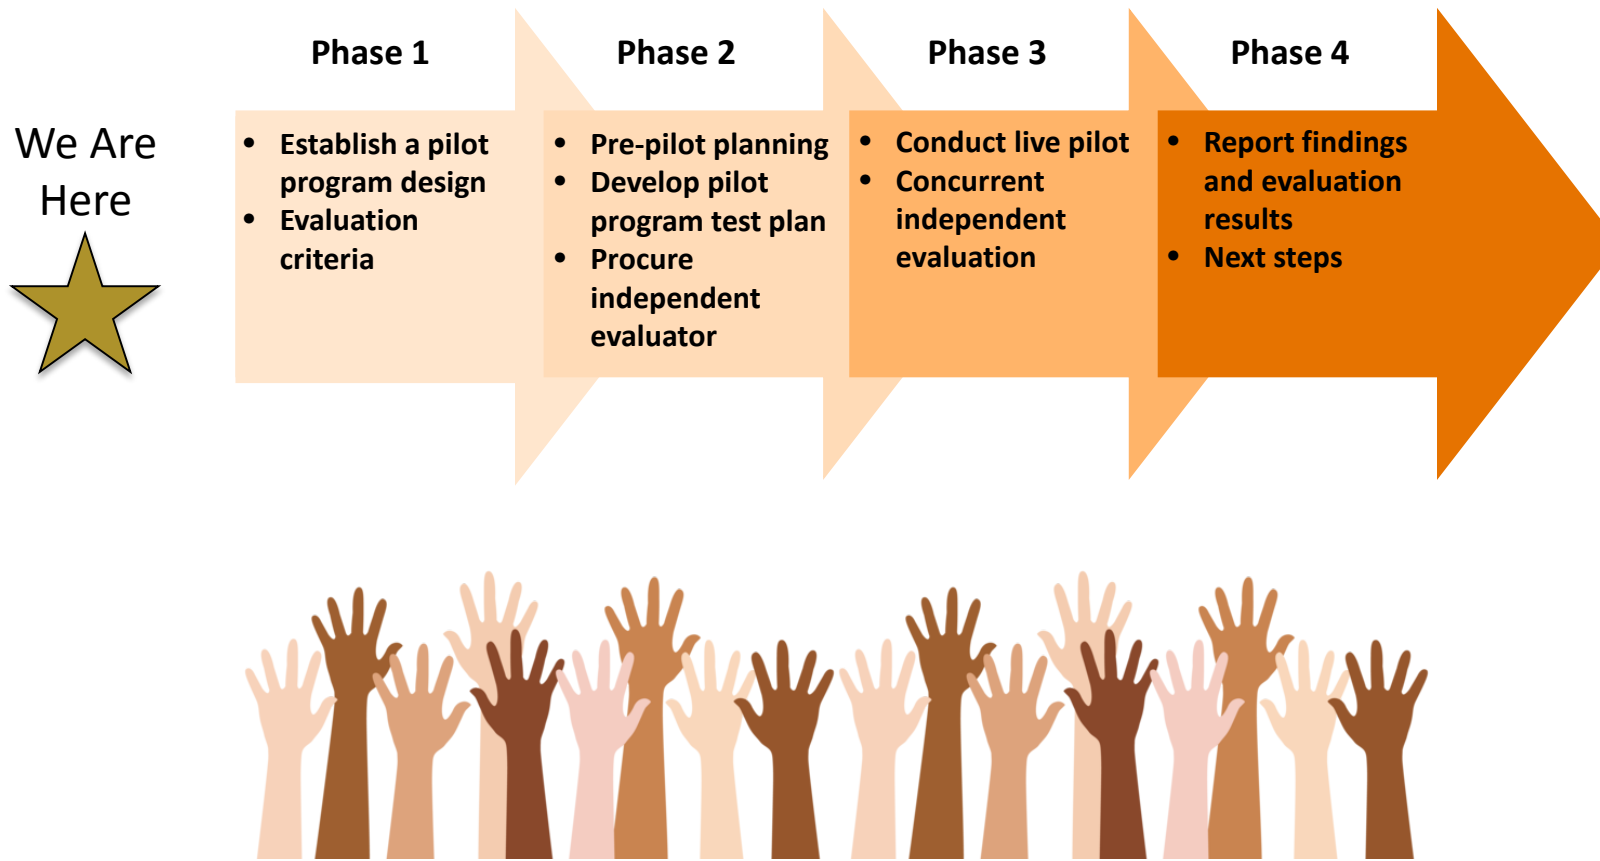 We Are
Here
Phase 1
• Establish a pilot
program design
• Evaluation
criteria
Phase 2
• Pre-pilot planning
• Develop pilot
program test plan
• Procure
independent
evaluator
Phase 3
• Conduct live pilot
• Concurrent
independent
evaluation
Phase 4
• Report findings
and evaluation
results
• Next steps